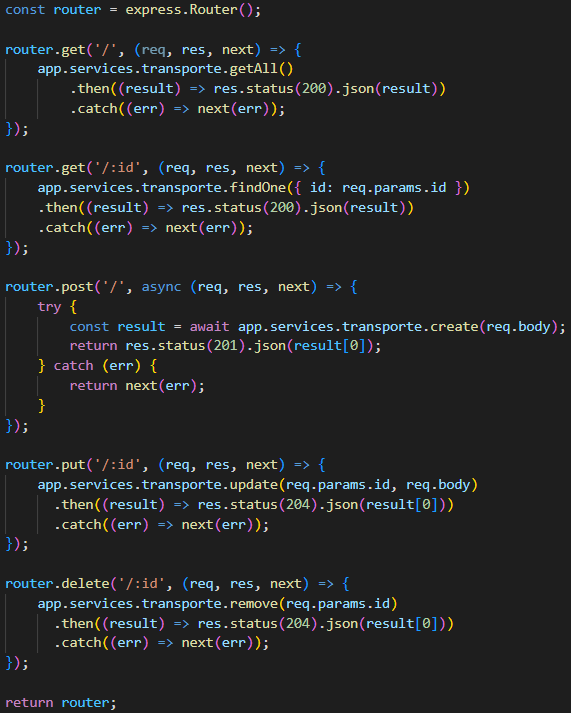 const router = express.Router();

router.get('/', (req, res, next) => {
    app.services.transporte.getAll()
        .then((result) => res.status(200).json(result))
        .catch((err) => next(err));
});

router.get('/:id', (req, res, next) => {
    app.services.transporte.findOne({ id: req.params.id })
    .then((result) => res.status(200).json(result))
    .catch((err) => next(err));
});

router.post('/', async (req, res, next) => {
    try {
        const result = await app.services.transporte.create(req.body);
        return res.status(201).json(result[0]);
    } catch (err) {
        return next(err);
    }
});

router.put('/:id', (req, res, next) => {
    app.services.transporte.update(req.params.id, req.body)
      .then((result) => res.status(204).json(result[0]))
      .catch((err) => next(err));
});

router.delete('/:id', (req, res, next) => {
    app.services.transporte.remove(req.params.id)
      .then((result) => res.status(204).json(result[0]))
      .catch((err) => next(err));
});

return router;